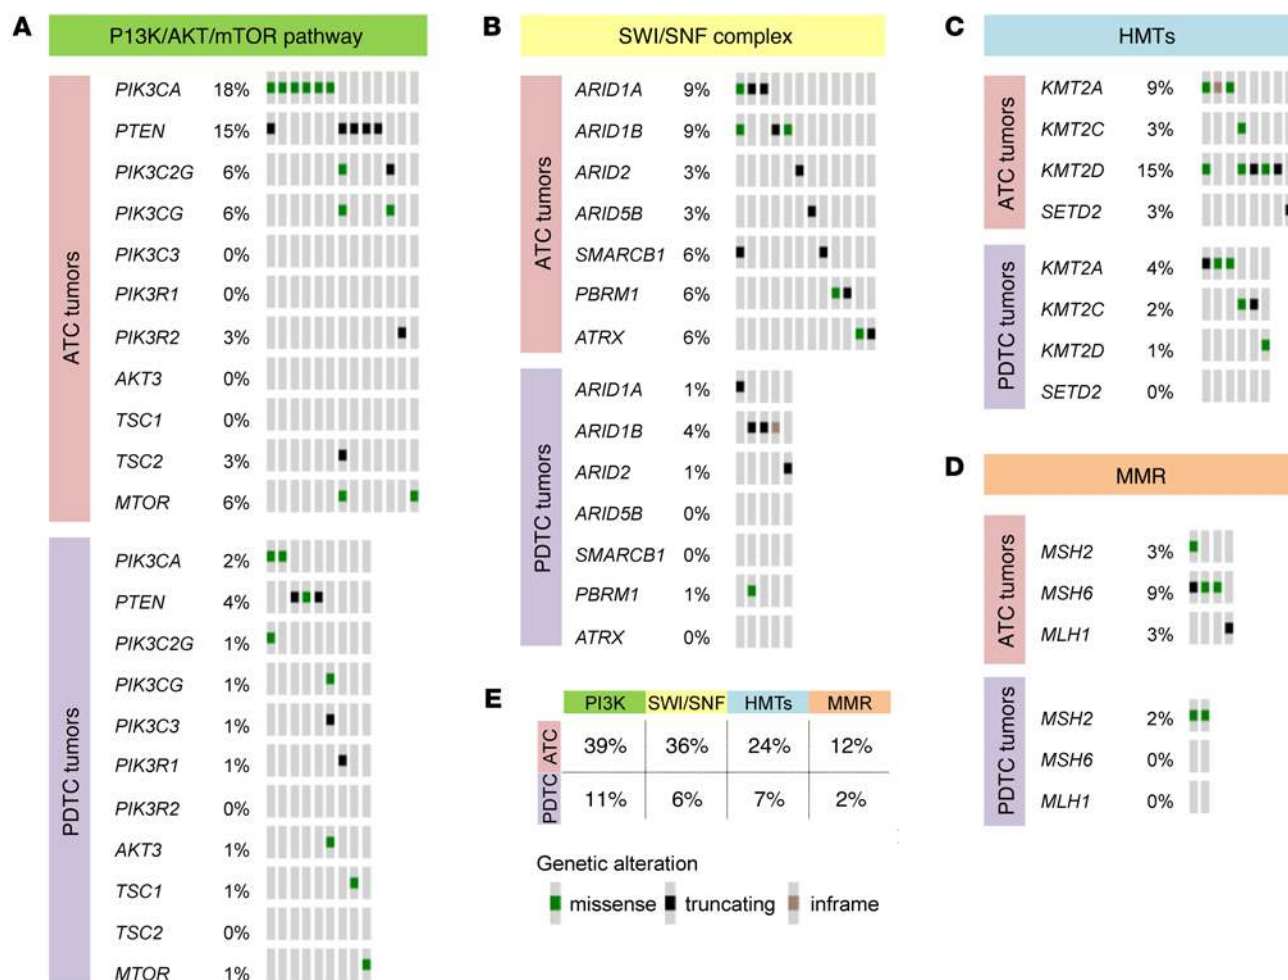 A
P13K/AKT/mTOR pathway
ATC tumors
PIK3CA 18%
PTEN 15%
PIK3C2G 6%
PIK3CG 6%
PIK3C3 0%
PIK3R1 0%
PIK3R2 3%
AKT3 0%
TSC1 0%
TSC2 3%
MTOR 6%
PDTC tumors
PIK3CA 2%
PTEN 4%
PIK3C2G 1%
PIK3CG 1%
PIK3C3 1%
PIK3R1 1%
PIK3R2 0%
AKT3 1%
TSC1 1%
TSC2 0%
MTOR 1%
B
SWI/SNF complex
ATC tumors
ARID1A 9%
ARID1B 9%
ARID2 3%
ARID5B 3%
SMARCB1 6%
PBRM1 6%
ATRX 6%
PDTC tumors
ARID1A 1%
ARID1B 4%
ARID2 1%
ARID5B 0%
SMARCB1 0%
PBRM1 1%
ATRX 0%
C
HMTs
ATC tumors
KMT2A 9%
KMT2C 3%
KMT2D 15%
SETD2 3%
PDTC tumors
KMT2A 4%
KMT2C 2%
KMT2D 1%
SETD2 0%
D
MMR
ATC tumors
MSH2 3%
MSH6 9%
MLH1 3%
PDTC tumors
MSH2 2%
MSH6 0%
MLH1 0%
E
PI3K SWI/SNF HMTs MMR
ATC 39% 36% 24% 12%
PDTC 11% 6% 7% 2%
Genetic alteration
missense truncating inframe